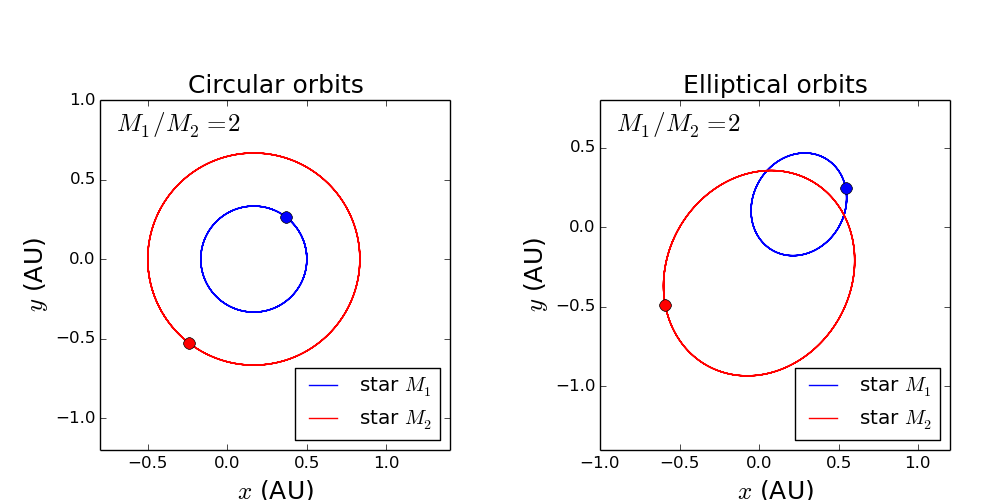 Circular orbits
M₁/M₂ =2
1.0
0.5
0.0
−0.5
−1.0
y (AU)
−0.5 0.0 0.5 1.0
x (AU)
star M₁
star M₂
Elliptical orbits
M₁/M₂ =2
0.5
0.0
−0.5
−1.0
y (AU)
−1.0 −0.5 0.0 0.5 1.0
x (AU)
star M₁
star M₂